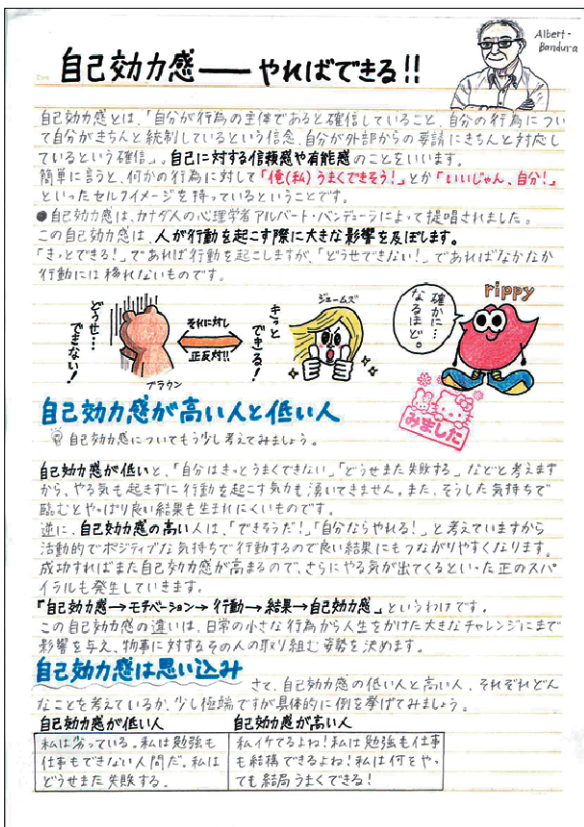 Albert-
Bandura
自己効力感 ── やればできる!!
自己効力感とは、「自分が行為の主体であると確信していること、自分の行為につい
て自分がきちんと統制しているという信念、自分が外部からの要請にきちんと対応し
ているという確信」。自己に対する信頼感や有能感のことをいいます。
簡単に言うと、何かの行為に対して「俺(私)うまくできそう!」とか「いいじゃん、自分!」
といったセルフイメージを持っているということです。
●自己効力感は、カナダ人の心理学者アルバート・バンデューラによって提唱されました。
この自己効力感は、人が行動を起こす際に大きな影響を及ぼします。
「きっとできる!」であれば行動を起こしますが、「どうせできない!」であればなかなか
行動には移れないものです。
どうせ…
できない!
ブラウン
それに対し
正反対!!
きっと
できる!
ジェームズ
確かに…
なるほど。
rippy
みました
自己効力感が高い人と低い人
自己効力感についてもう少し考えてみましょう。
自己効力感が低いと、「自分はきっとうまくできない」「どうせまた失敗する」などと考えます
から、やる気も起きずに行動を起こす気力も湧いてきません。また、そうした気持ちで
臨むとやっぱり良い結果も生まれにくいものです。
逆に、自己効力感の高い人は、「できそうだ!」「自分ならやれる!」と考えていますから
活動的でポジティブな気持ちで行動するので良い結果にもつながりやすくなります。
成功すればまた自己効力感が高まるので、さらにやる気が出てくるといった正のスパ
イラルも発生していきます。
『自己効力感→モチベーション→行動→結果→自己効力感』というわけです。
この自己効力感の違いは、日常の小さな行為から人生をかけた大きなチャレンジにまで
影響を与え、物事に対するその人の取り組む姿勢を決めます。
自己効力感は思い込み
さて、自己効力感の低い人と高い人、それぞれどん
なことを考えているか、少し極端ですが具体的に例を挙げてみましょう。
自己効力感が低い人
自己効力感が高い人
私は劣っている。私は勉強も
仕事もできない人間だ。私は
どうせまた失敗する。
私イケてるよね!私は勉強も仕事
も結構できるよね!私は何をやっ
ても結局うまくできる!